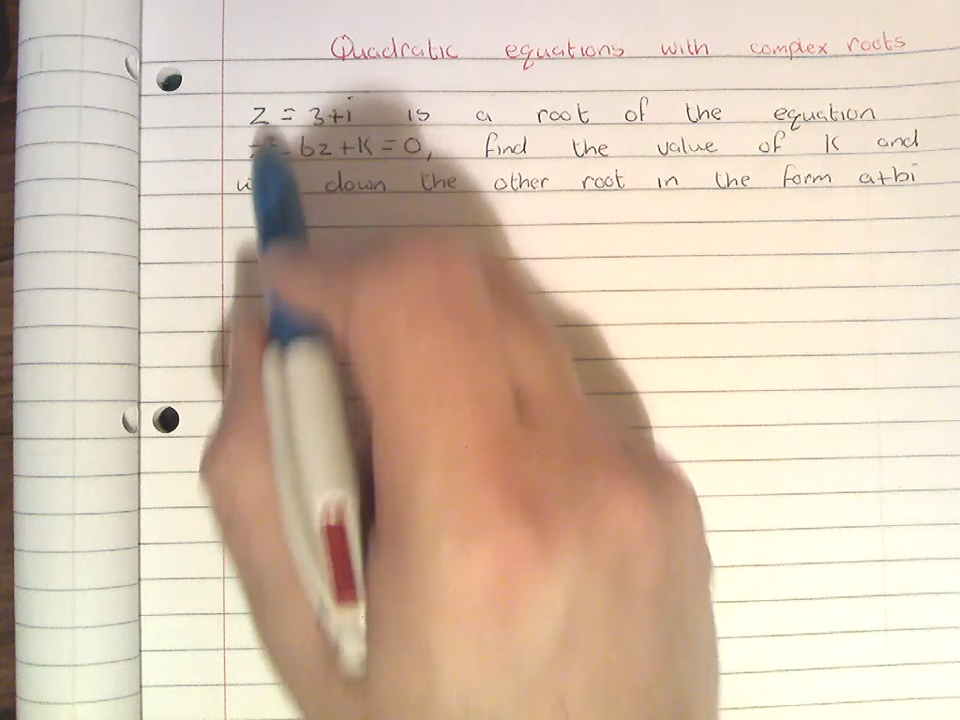 Quadratic equations with complex roots
z = 3+i is a root of the equation
z² - 6z + K = 0, find the value of K and
down the other root in the form a+bi